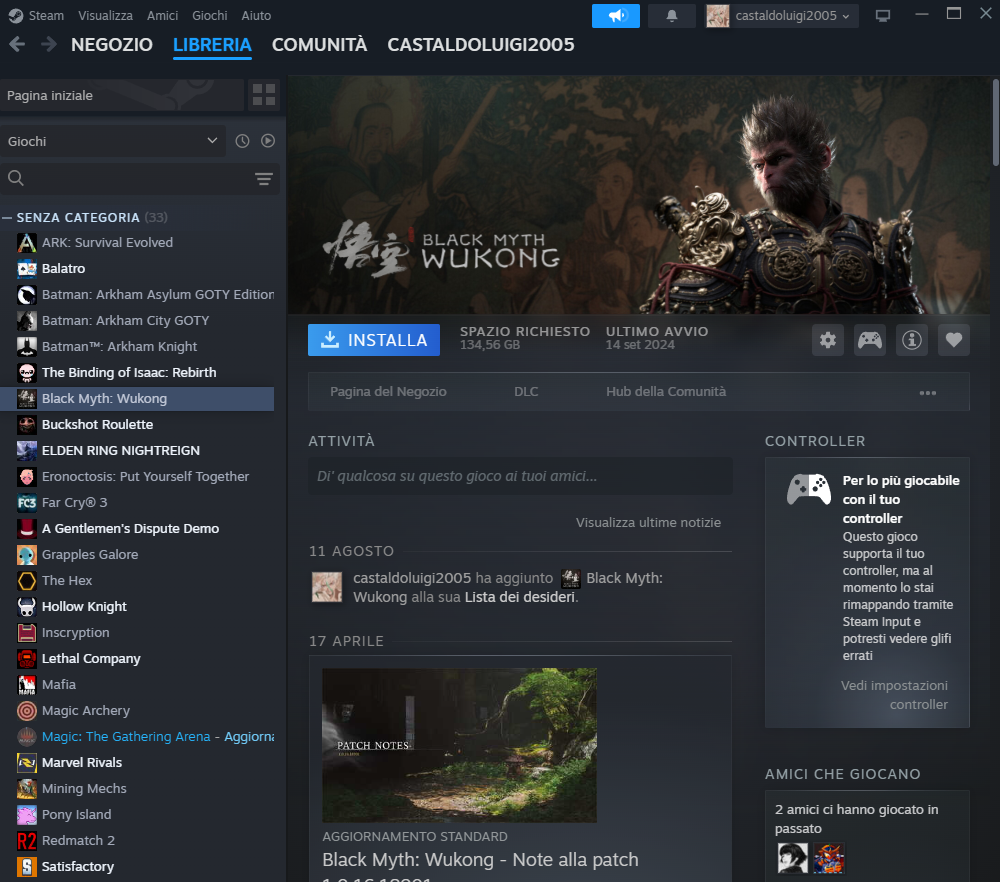 Steam Visualizza Amici Giochi Aiuto
castaldoluigi2005
NEGOZIO LIBRERIA COMUNITÀ CASTALDOLUIGI2005
Pagina iniziale
Giochi
SENZA CATEGORIA (33)
ARK: Survival Evolved
Balatro
Batman: Arkham Asylum GOTY Edition
Batman: Arkham City GOTY
Batman™: Arkham Knight
The Binding of Isaac: Rebirth
Black Myth: Wukong
Buckshot Roulette
ELDEN RING NIGHTREIGN
Eronoctosis: Put Yourself Together
FC3
Far Cry® 3
A Gentlemen's Dispute Demo
Grapples Galore
The Hex
Hollow Knight
Inscryption
Lethal Company
MAFIA
Mafia
Magic Archery
Magic: The Gathering Arena - Aggiorna
Marvel Rivals
Mining Mechs
Pony Island
R2
Redmatch 2
S
Satisfactory
悟空
BLACK MYTH
WUKONG
INSTALLA
SPAZIO RICHIESTO
134,56 GB
ULTIMO AVVIO
14 set 2024
Pagina del Negozio
DLC
Hub della Comunità
ATTIVITÀ
Di' qualcosa su questo gioco ai tuoi amici...
Visualizza ultime notizie
11 AGOSTO
castaldoluigi2005 ha aggiunto Black Myth:
Wukong alla sua Lista dei desideri.
17 APRILE
PATCH NOTES
AGGIORNAMENTO STANDARD
Black Myth: Wukong - Note alla patch
CONTROLLER
Per lo più giocabile
con il tuo
controller
Questo gioco
supporta il tuo
controller, ma al
momento lo stai
rimappando tramite
Steam Input e
potresti vedere glifi
errati
Vedi impostazioni
controller
AMICI CHE GIOCANO
2 amici ci hanno giocato in
passato